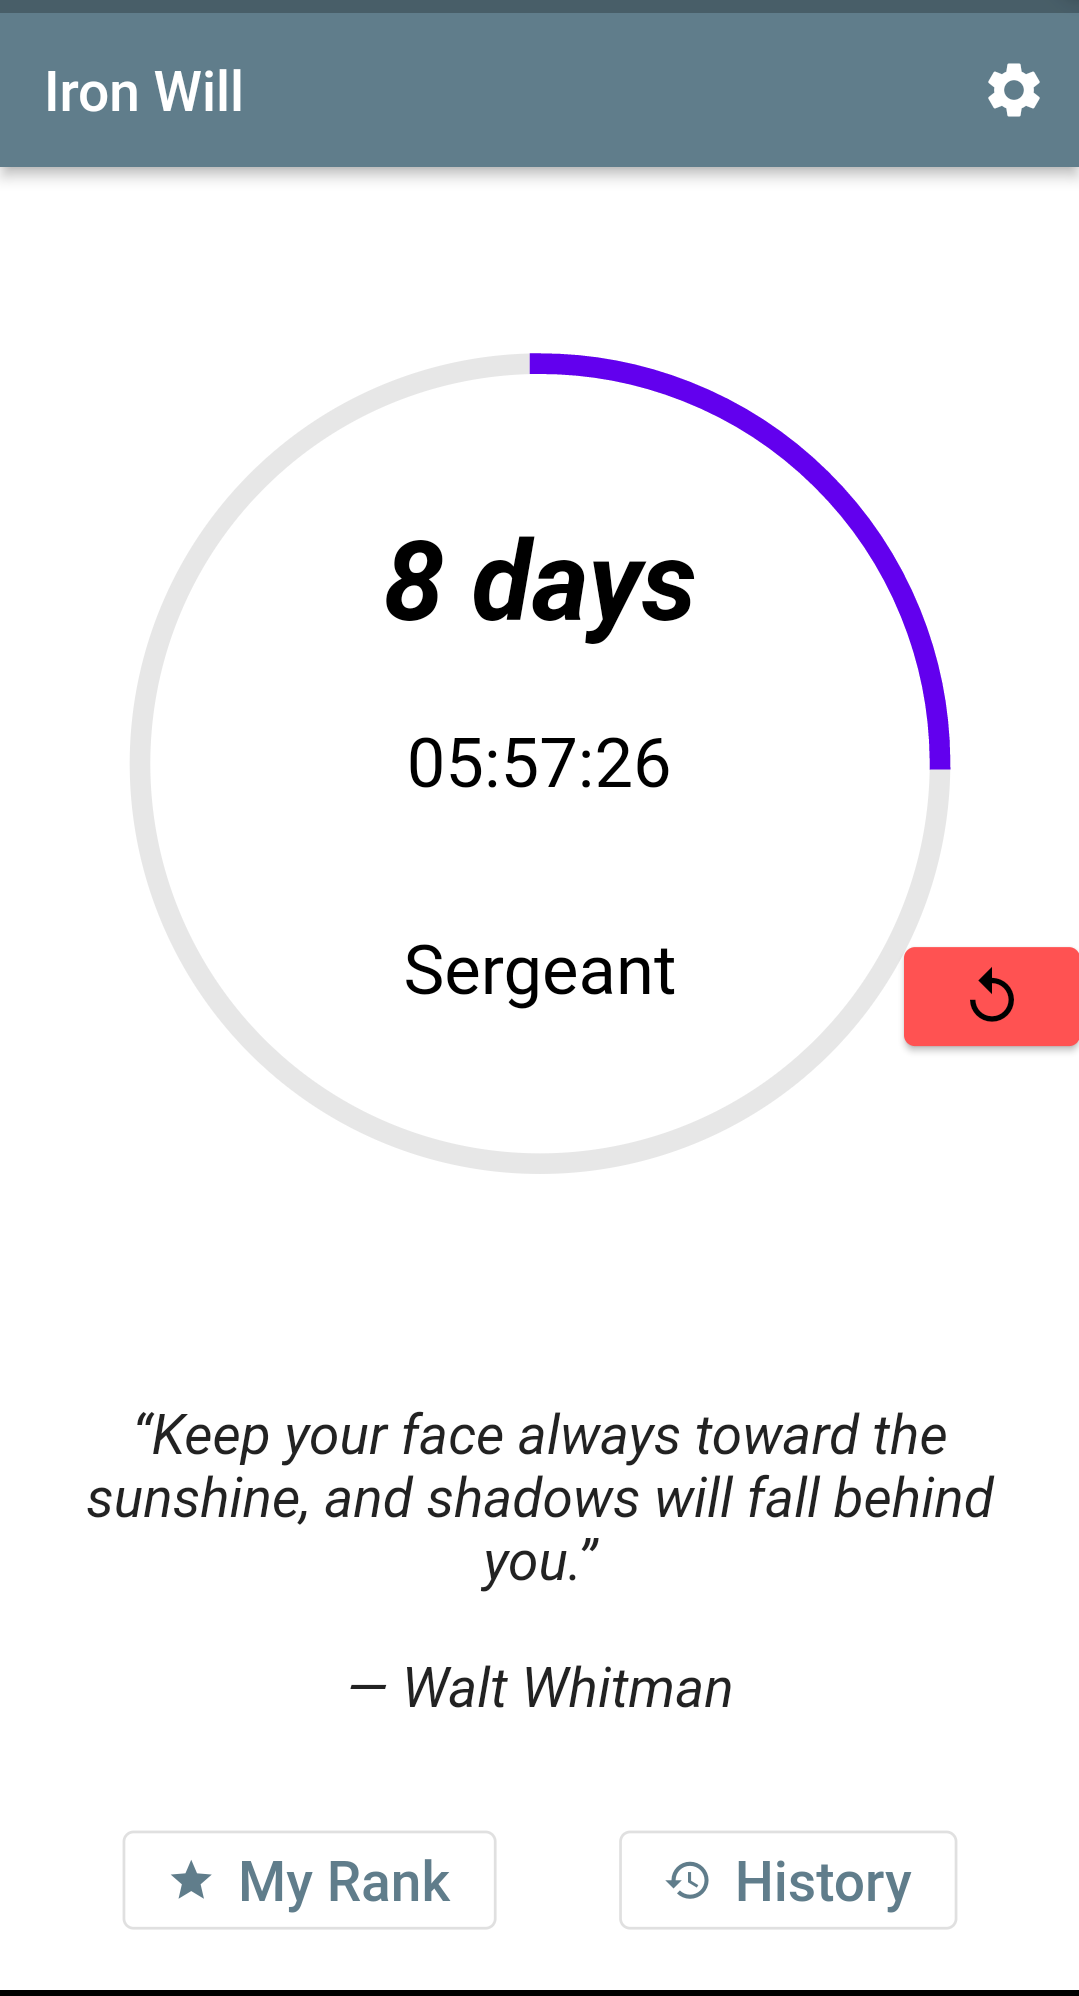 Iron Will
8 days
05:57:26
Sergeant
“Keep your face always toward the
sunshine, and shadows will fall behind
you.”
— Walt Whitman
My Rank
History